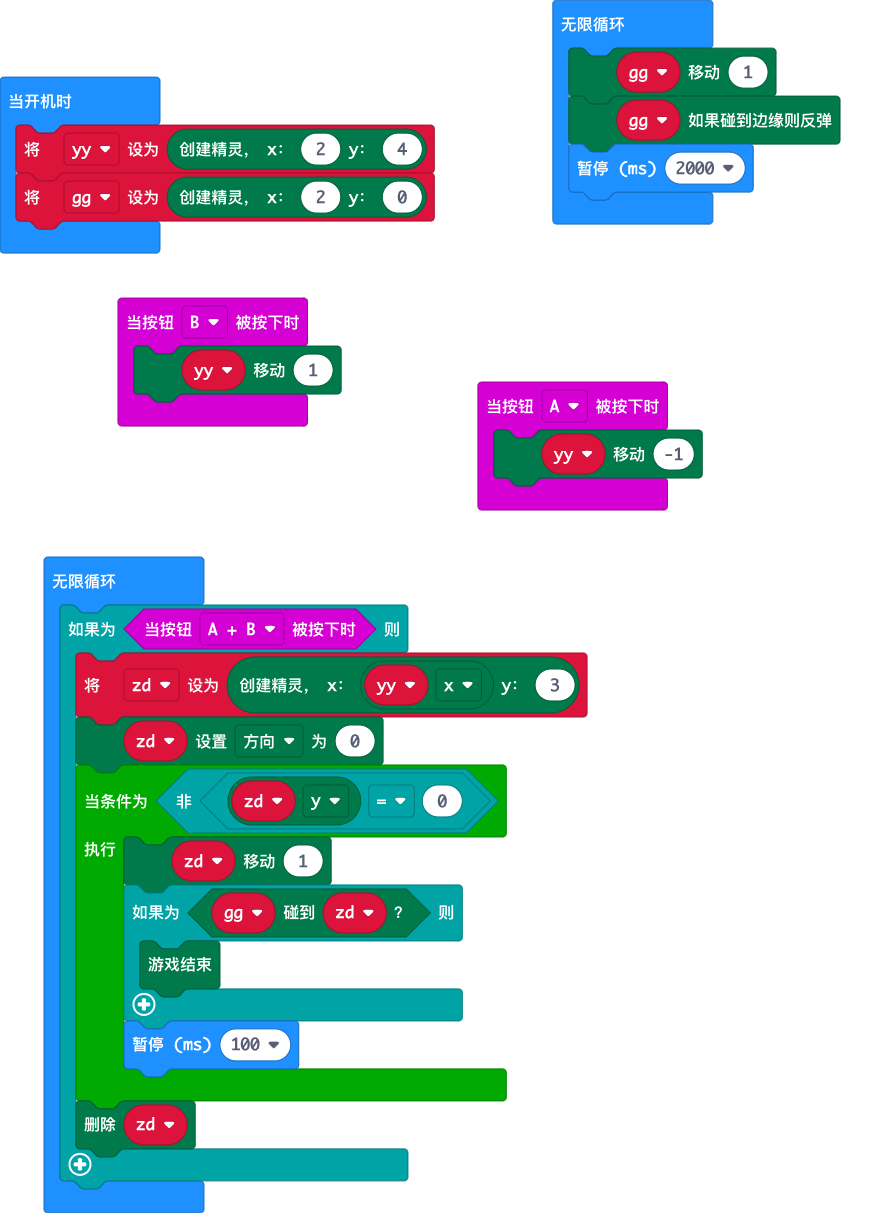 无限循环
gg 移动 1
gg 如果碰到边缘则反弹
暂停 (ms) 2000
当开机时
将 yy 设为 创建精灵, x: 2 y: 4
将 gg 设为 创建精灵, x: 2 y: 0
当按钮 B 被按下时
yy 移动 1
当按钮 A 被按下时
yy 移动 -1
无限循环
如果为 当按钮 A + B 被按下时 则
将 zd 设为 创建精灵, x: yy x y: 3
zd 设置 方向 为 0
当条件为 非 zd y = 0
执行
zd 移动 1
如果为 gg 碰到 zd ? 则
游戏结束
暂停 (ms) 100
删除 zd